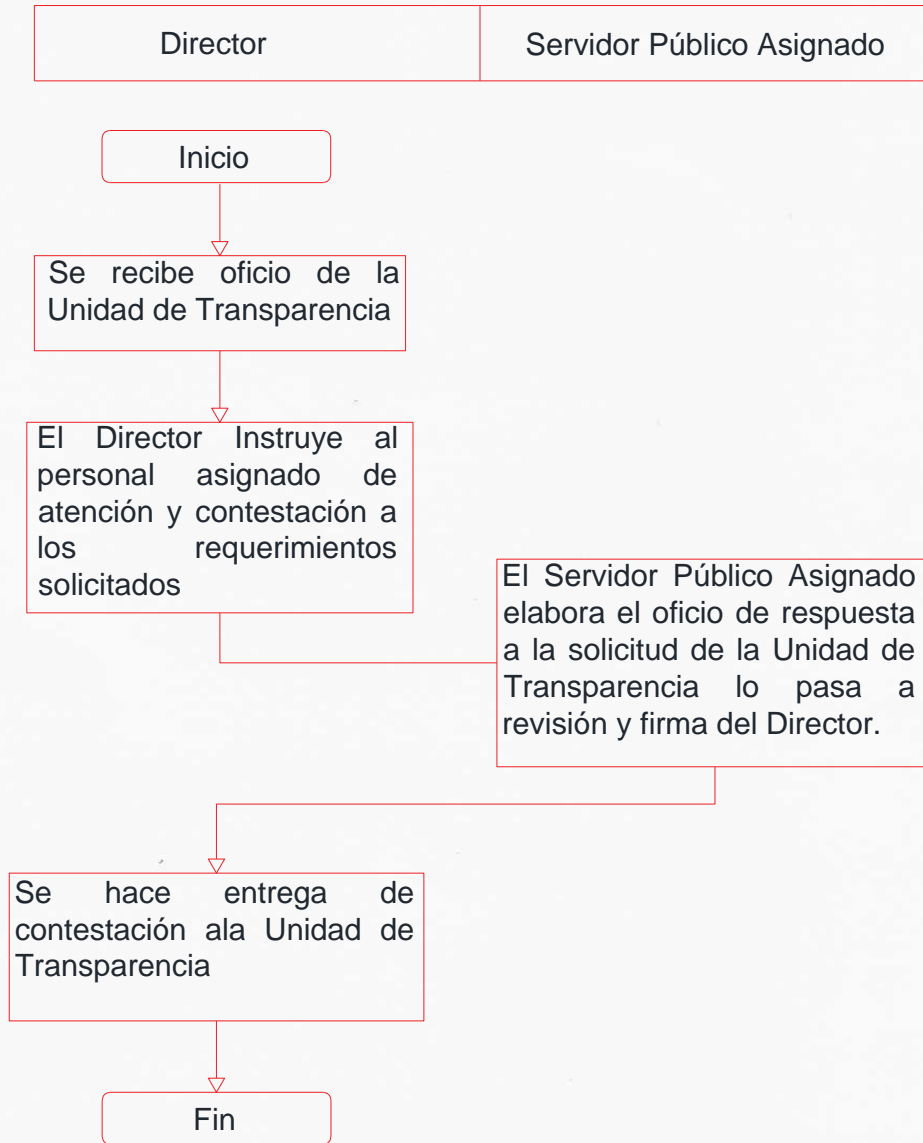 Director
Servidor Público Asignado
Inicio
Se recibe oficio de la
Unidad de Transparencia
El Director Instruye al
personal asignado de
atención y contestación a
los requerimientos
solicitados
El Servidor Público Asignado
elabora el oficio de respuesta
a la solicitud de la Unidad de
Transparencia lo pasa a
revisión y firma del Director.
Se hace entrega de
contestación ala Unidad de
Transparencia
Fin